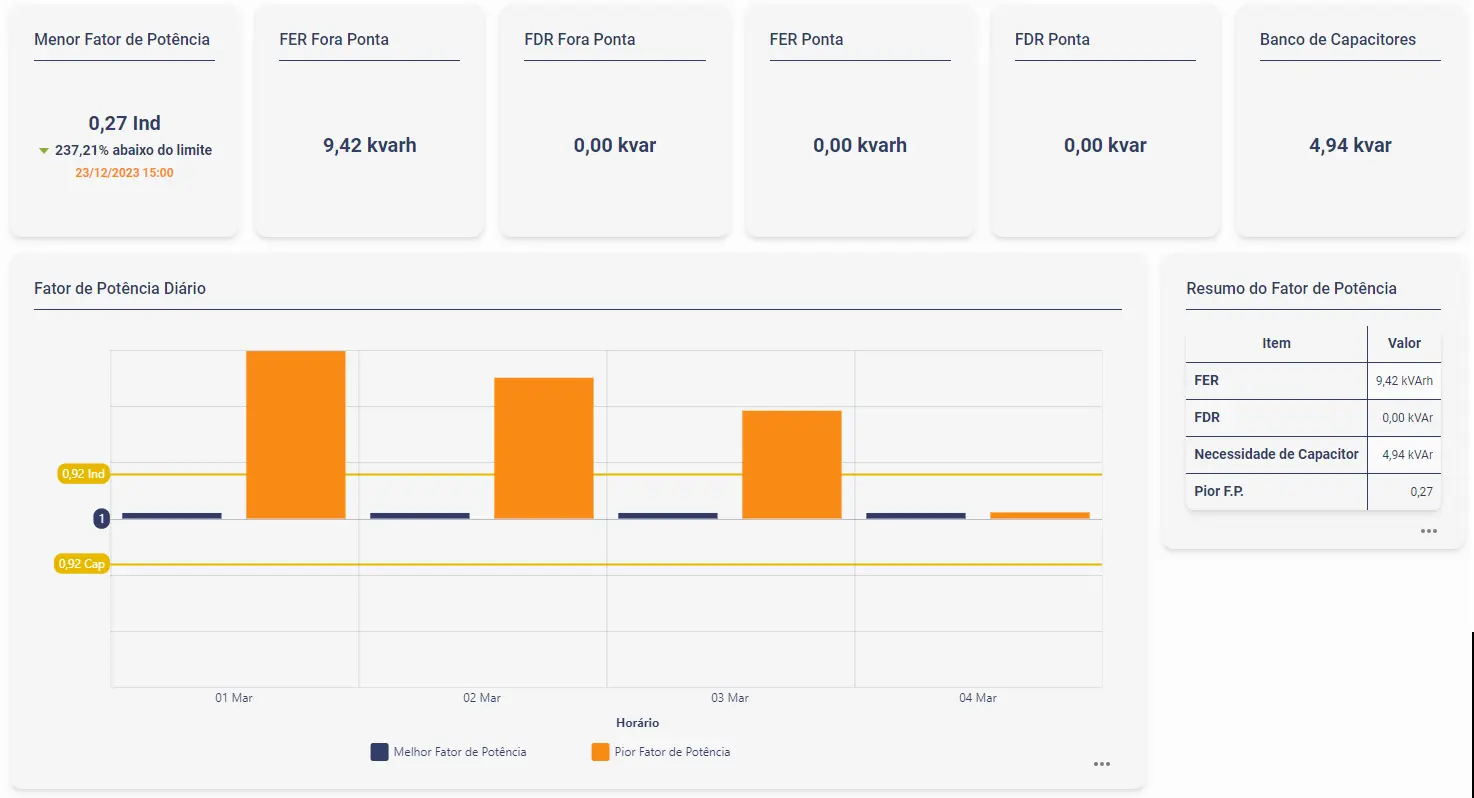 Menor Fator de Potência
0,27 Ind
237,21% abaixo do limite
23/12/2023 15:00
FER Fora Ponta
9,42 kvarh
FDR Fora Ponta
0,00 kvar
FER Ponta
0,00 kvarh
FDR Ponta
0,00 kvar
Banco de Capacitores
4,94 kvar
Fator de Potência Diário
0,92 Ind
1
0,92 Cap
01 Mar 02 Mar 03 Mar 04 Mar
Horário
Melhor Fator de Potência Pior Fator de Potência
Resumo do Fator de Potência
Item Valor
FER 9,42 kVArh
FDR 0,00 kVAr
Necessidade de Capacitor 4,94 kVAr
Pior F.P. 0,27